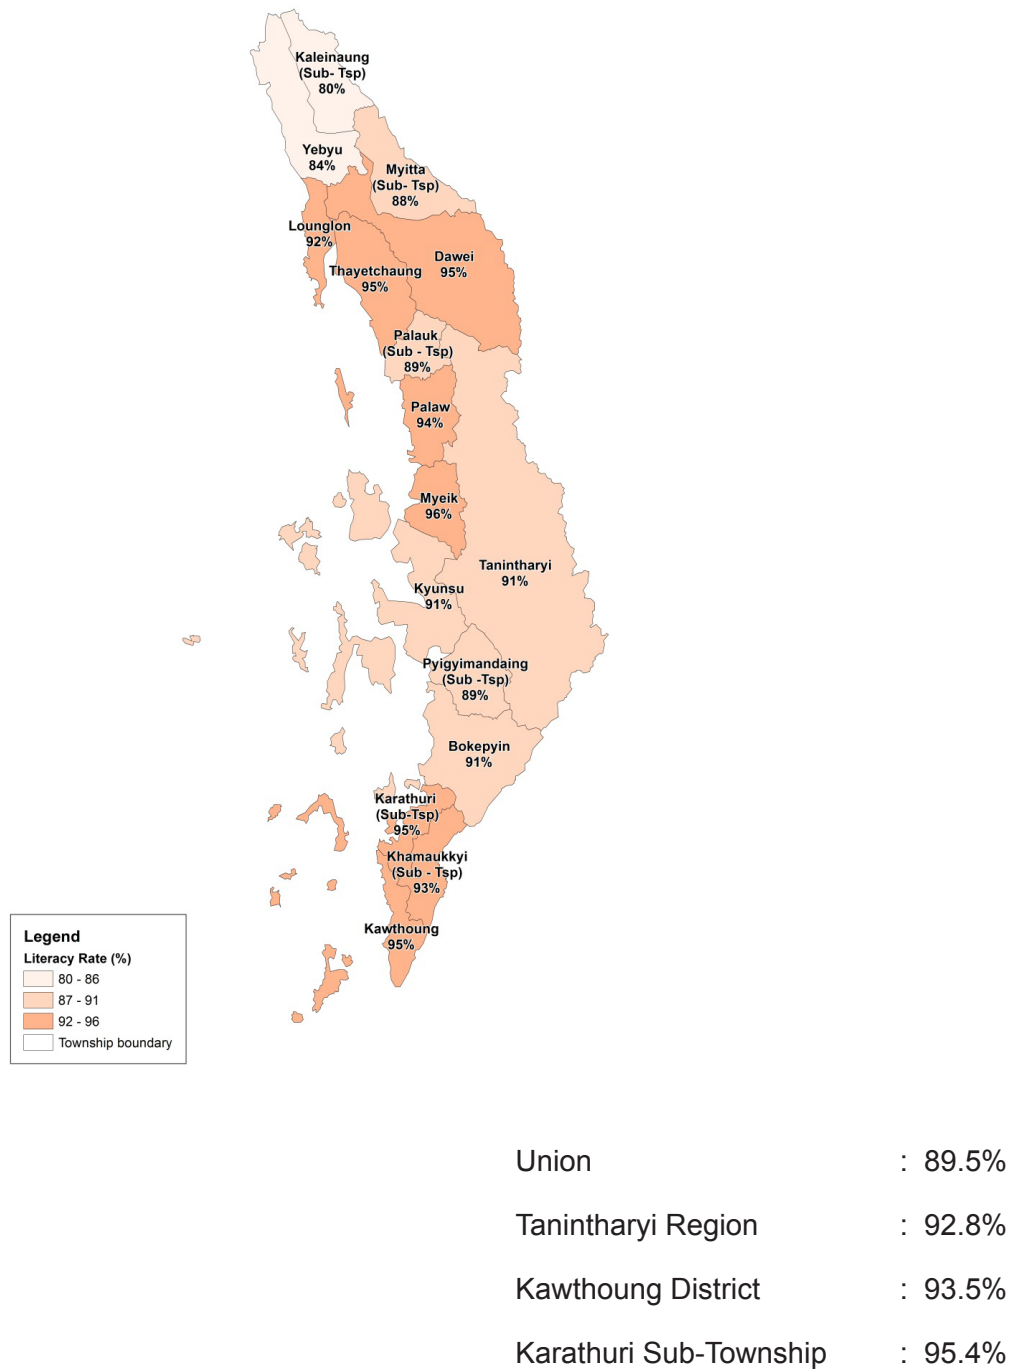 Kaleinaung
(Sub- Tsp)
80%
Yebyu
84%
Myitta
(Sub- Tsp)
88%
Lounglon
92%
Dawei
95%
Thayetchaung
95%
Palauk
(Sub - Tsp)
89%
Palaw
94%
Myeik
96%
Tanintharyi
91%
Kyunsu
91%
Pyigyimandaing
(Sub -Tsp)
89%
Bokepyin
91%
Karathuri
(Sub-Tsp)
95%
Khamaukkyi
(Sub - Tsp)
93%
Kawthoung
95%
Legend
Literacy Rate (%)
80 - 86
87 - 91
92 - 96
Township boundary
Union : 89.5%
Tanintharyi Region : 92.8%
Kawthoung District : 93.5%
Karathuri Sub-Township : 95.4%